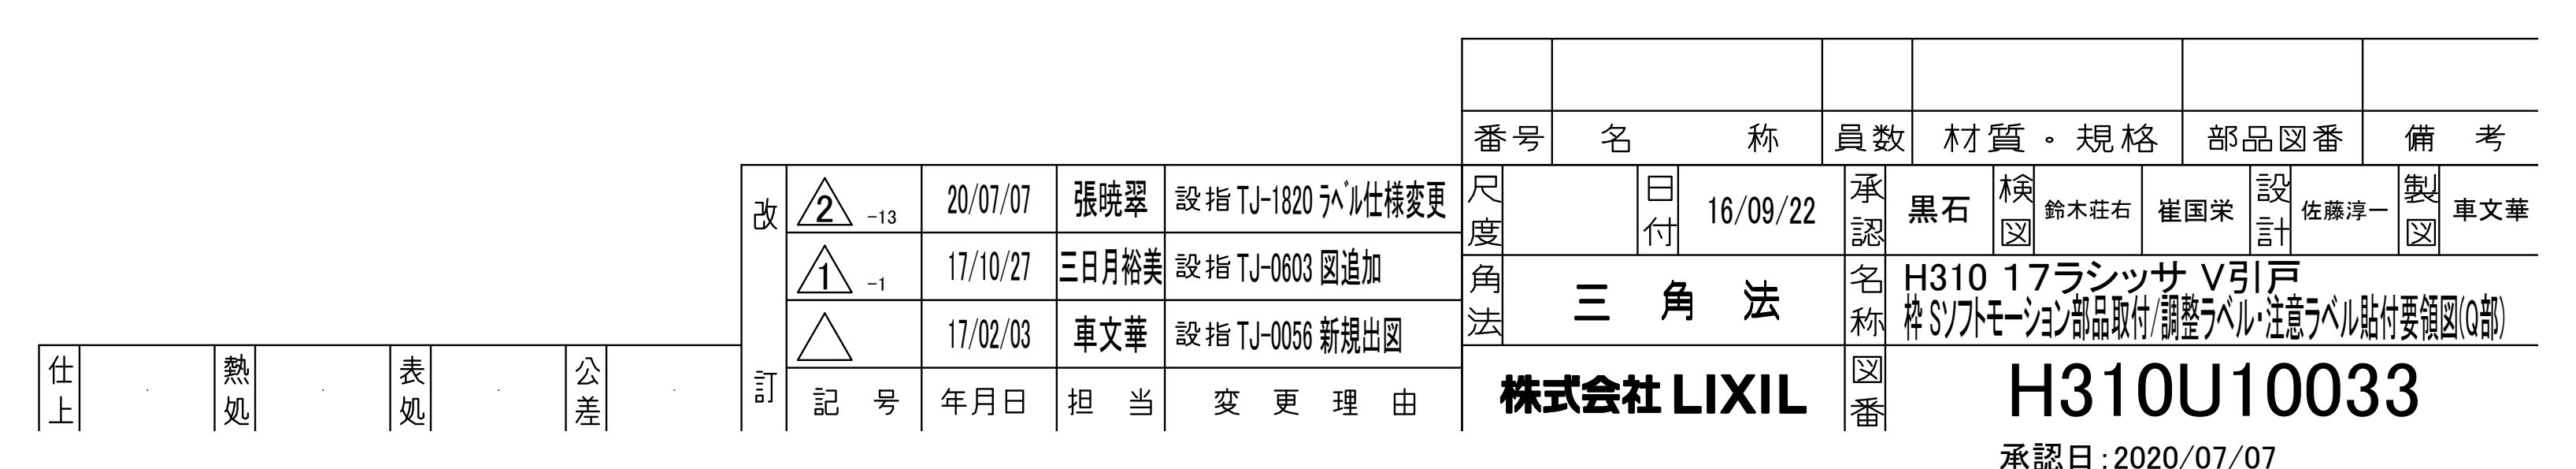 番号 名称 員数 材質・規格 部品図番 備考
改訂
△2 -13 20/07/07 張暁翠 設指 TJ-1820 ラベル仕様変更
△1 -1 17/10/27 三日月裕美 設指 TJ-0603 図追加
△ 17/02/03 車文華 設指 TJ-0056 新規出図
記号 年月日 担当 変更理由
尺度 日付 16/09/22 承認 黒石 検図 鈴木荘右 崔国栄 設計 佐藤淳一 製図 車文華
角法 三角法
名称 H310 17ラシッサ V引戸
枠 Sソフトモーション部品取付/調整ラベル・注意ラベル貼付要領図(Q部)
仕上 熱処 表処 公差
株式会社 LIXIL
図番 H310U10033
承認日:2020/07/07